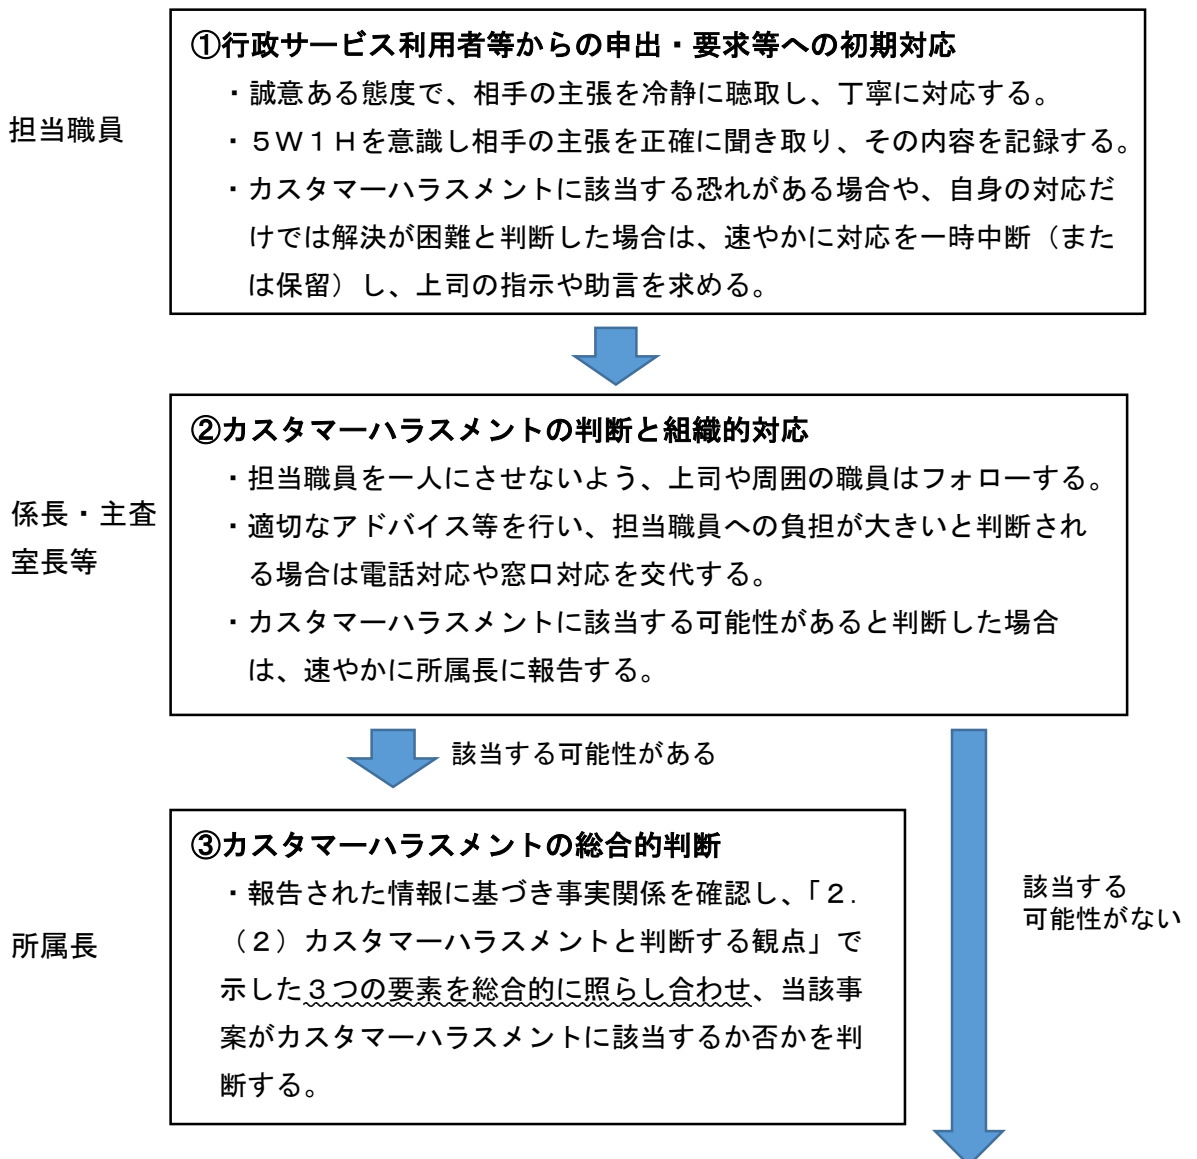 ①行政サービス利用者等からの申出・要求等への初期対応
・誠意ある態度で、相手の主張を冷静に聴取し、丁寧に対応する。
担当職員
・５Ｗ１Ｈを意識し相手の主張を正確に聞き取り、その内容を記録する。
・カスタマーハラスメントに該当する恐れがある場合や、自身の対応だ
けでは解決が困難と判断した場合は、速やかに対応を一時中断（また
は保留）し、上司の指示や助言を求める。
②カスタマーハラスメントの判断と組織的対応
・担当職員を一人にさせないよう、上司や周囲の職員はフォローする。
係長・主査
室長等
・適切なアドバイス等を行い、担当職員への負担が大きいと判断され
る場合は電話対応や窓口対応を交代する。
・カスタマーハラスメントに該当する可能性があると判断した場合
は、速やかに所属長に報告する。
該当する可能性がある
③カスタマーハラスメントの総合的判断
・報告された情報に基づき事実関係を確認し、「２.
（２）カスタマーハラスメントと判断する観点」で
示した３つの要素を総合的に照らし合わせ、当該事
案がカスタマーハラスメントに該当するか否かを判
断する。
所属長
該当する
可能性がない